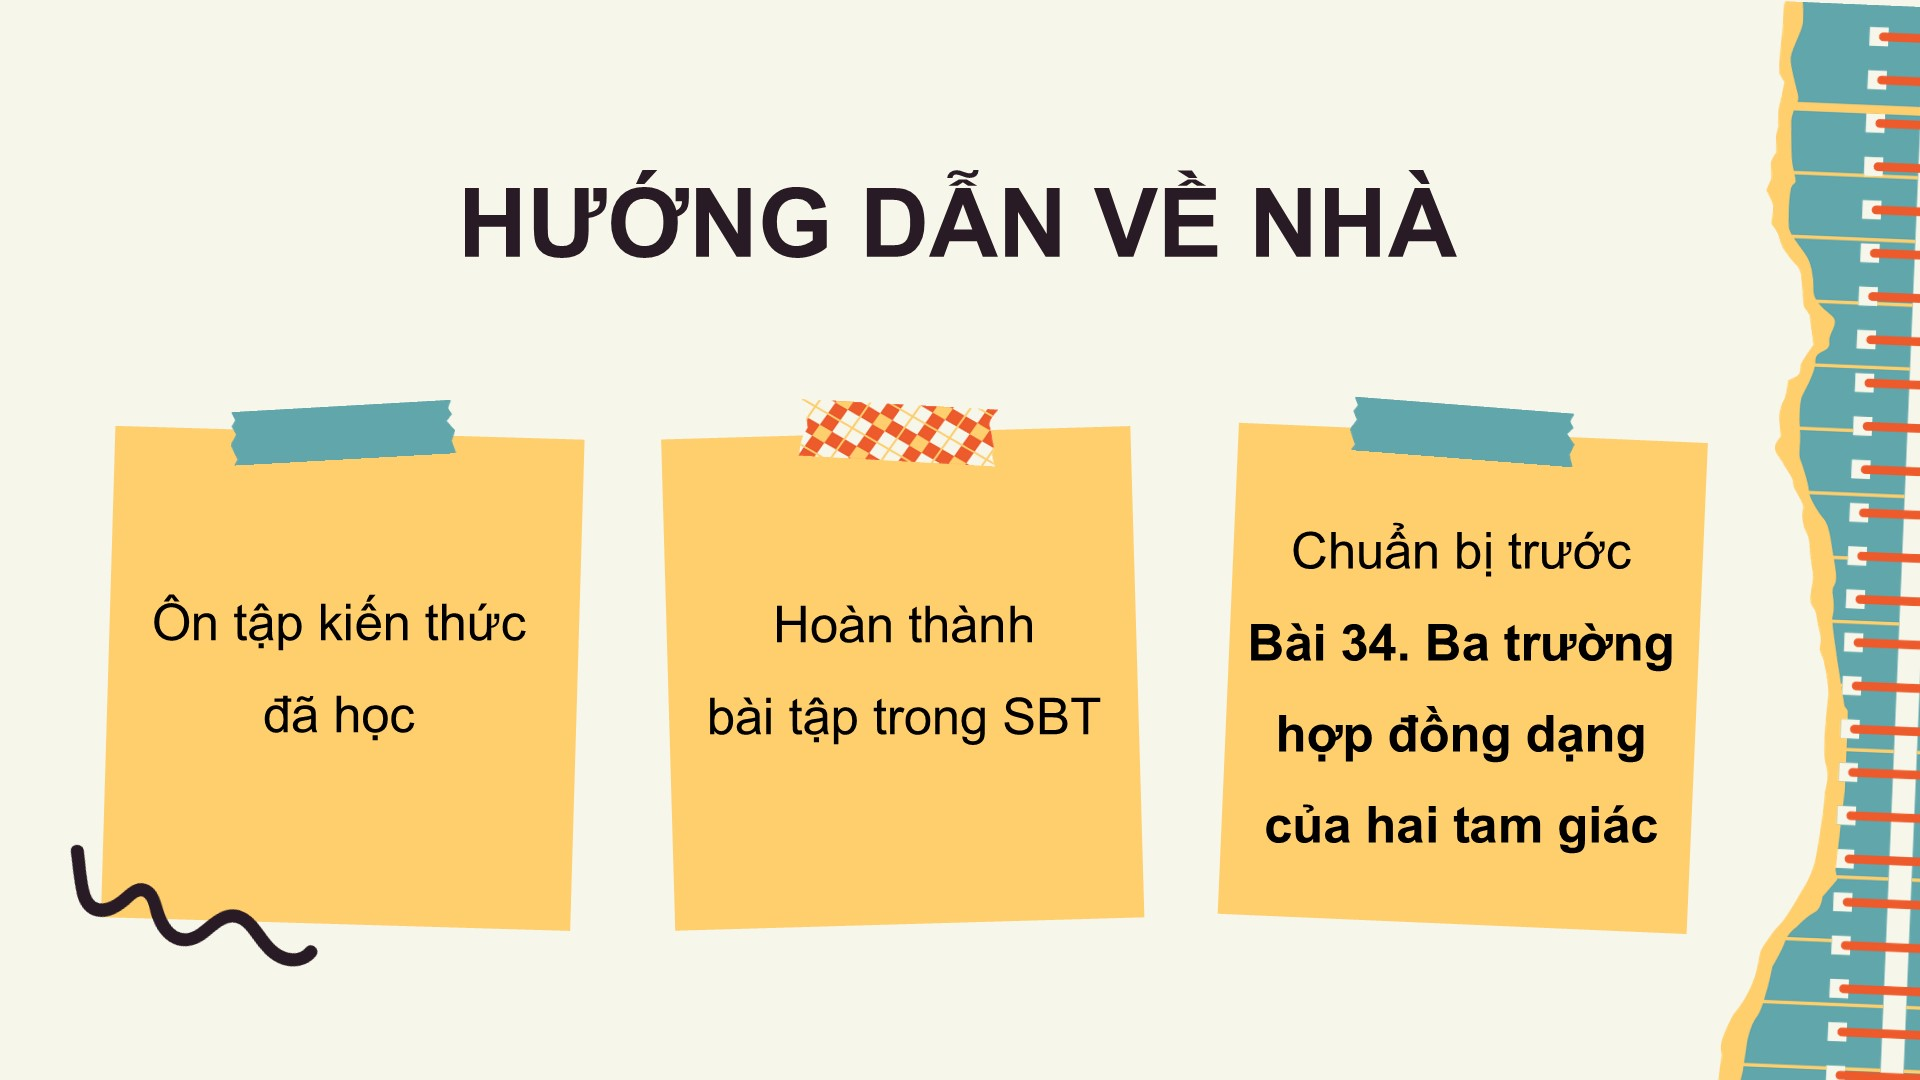 HƯỚNG DẪN VỀ NHÀ
Ôn tập kiến thức
đã học
Hoàn thành
bài tập trong SBT
Chuẩn bị trước
Bài 34. Ba trường
hợp đồng dạng
của hai tam giác